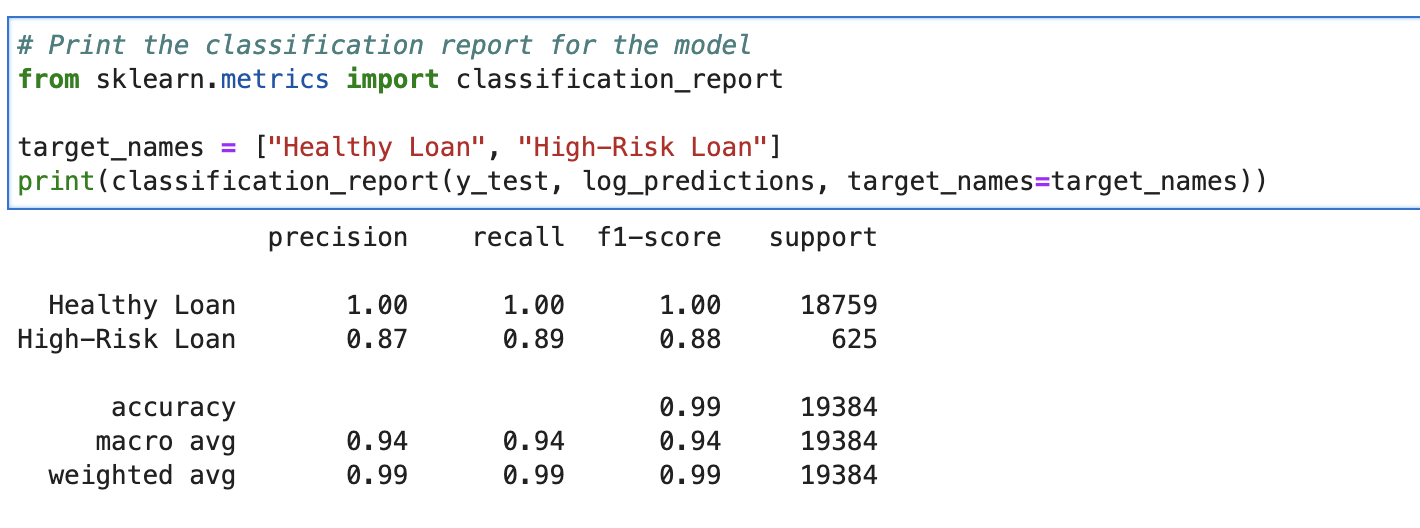 # Print the classification report for the model
from sklearn.metrics import classification_report
target_names = ["Healthy Loan", "High-Risk Loan"]
print(classification_report(y_test, log_predictions, target_names=target_names))
precision recall f1-score support
Healthy Loan 1.00 1.00 1.00 18759
High-Risk Loan 0.87 0.89 0.88 625
accuracy 0.99 19384
macro avg 0.94 0.94 0.94 19384
weighted avg 0.99 0.99 0.99 19384